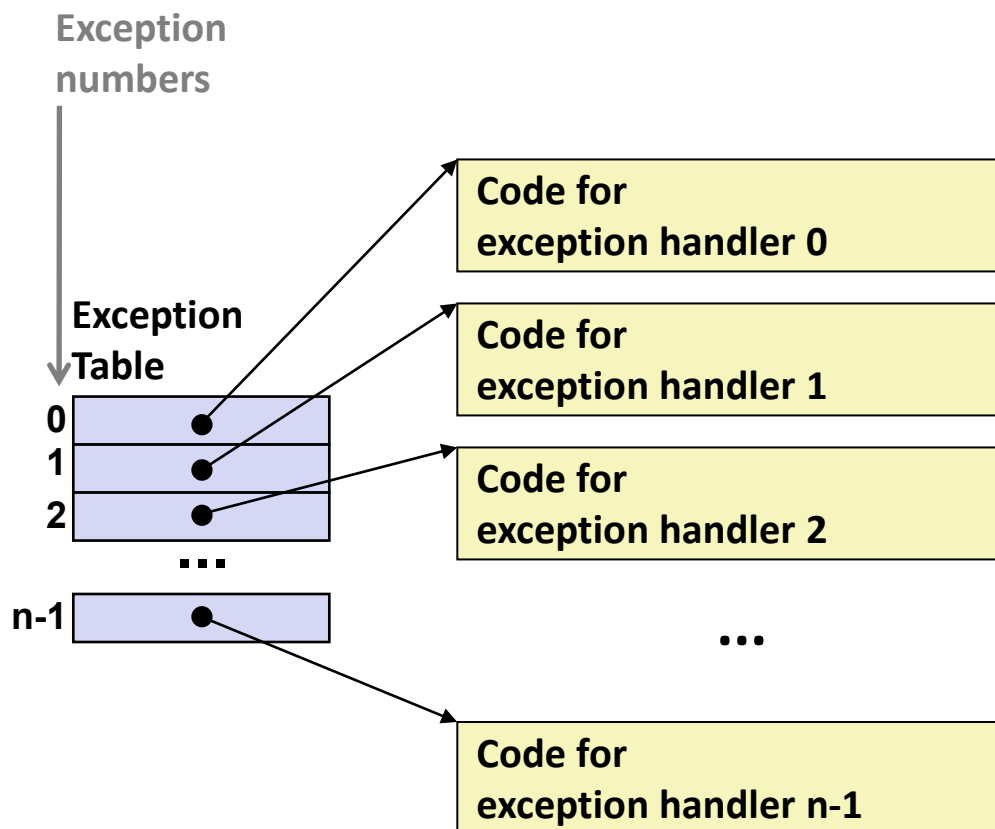 Exception
numbers
Code for
exception handler 0
Exception
Table
Code for
exception handler 1
0
1
2
...
n-1
Code for
exception handler 2
...
Code for
exception handler n-1